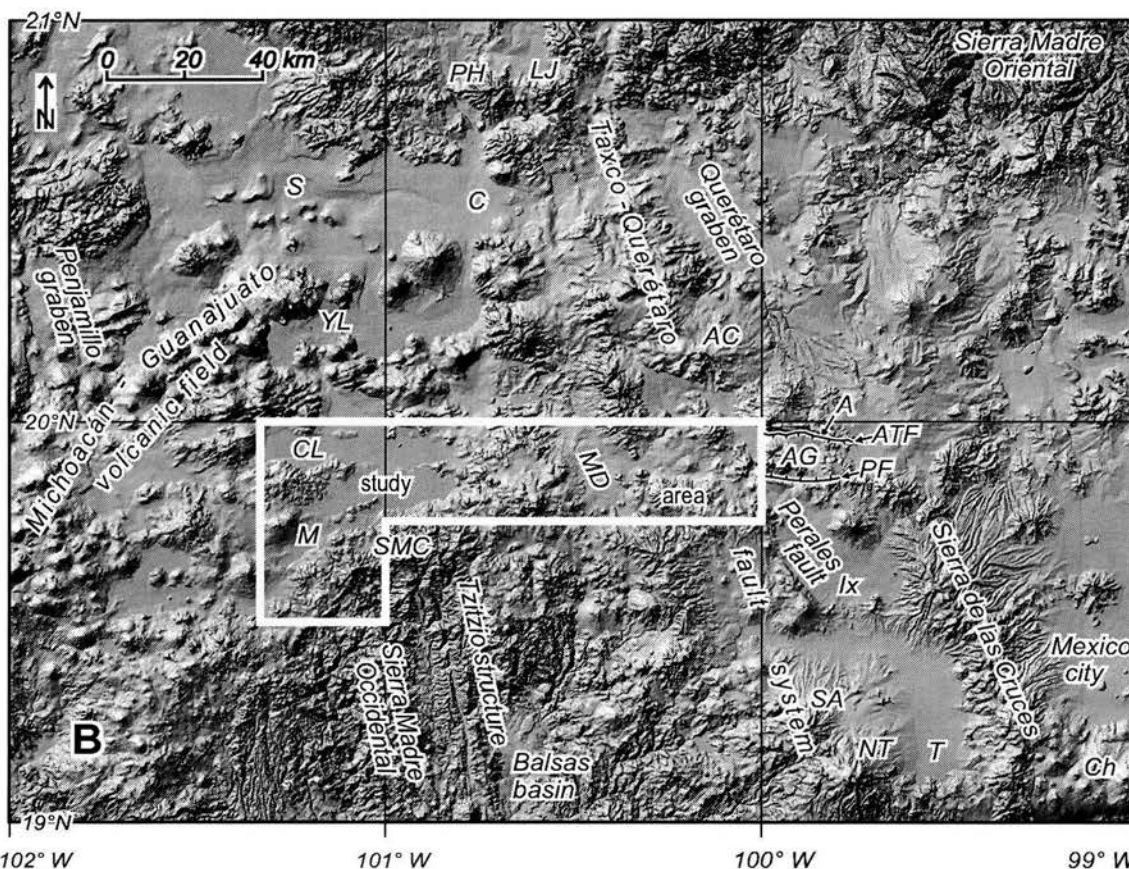 21°N
0 20 40 km
N
PH
LJ
Sierra Madre
Oriental
Taxco - Querétaro
Querétaro
graben
S
C
Penjamillo
graben
Michoacán - Guanajuato
volcanic field
YL
AC
20°N
A
ATF
CL
study
MD
area
AG
PF
M
SMC
Perales
fault
Ix
fault
Tzitzio structure
Sierra Madre
Occidental
Sierra de las Cruces
Mexico
city
system
SA
NT
T
Ch
B
Balsas
basin
19°N
102° W
101° W
100° W
99° W